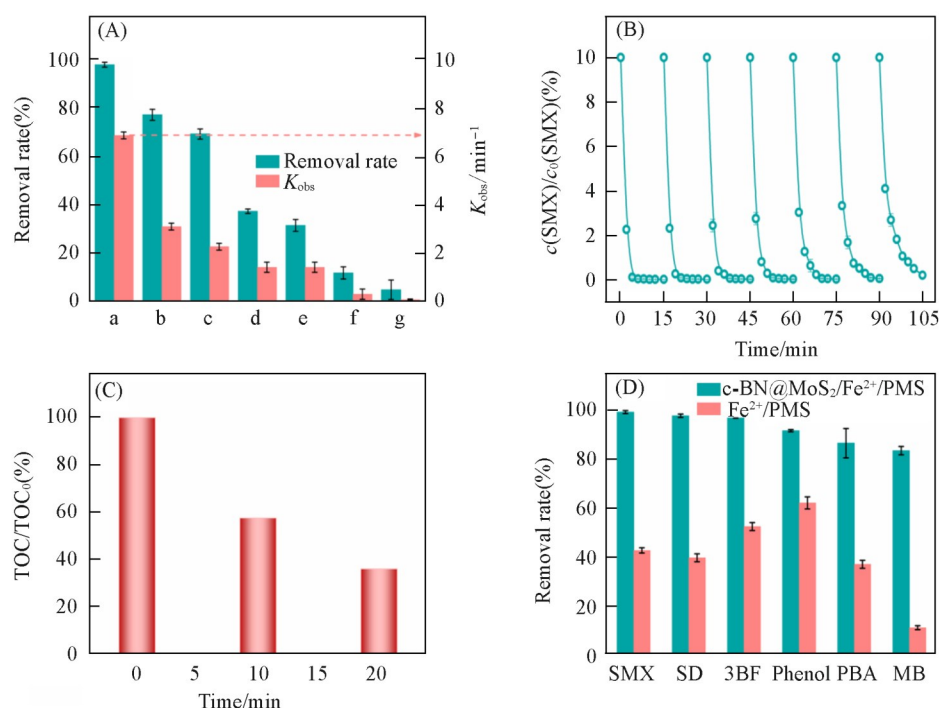 (A)
100
80
60
40
20
0
Removal rate(%)
10
8
6
4
2
0
K_obs/min⁻¹
Removal rate
K_obs
a b c d e f g
(B)
10
8
6
4
2
0
c(SMX)/c₀(SMX)(%)
0 15 30 45 60 75 90 105
Time/min
(C)
100
80
60
40
20
0
TOC/TOC₀(%)
0 5 10 15 20
Time/min
(D)
c-BN@MoS₂/Fe²⁺/PMS
Fe²⁺/PMS
100
80
60
40
20
0
Removal rate(%)
SMX SD 3BF Phenol PBA MB